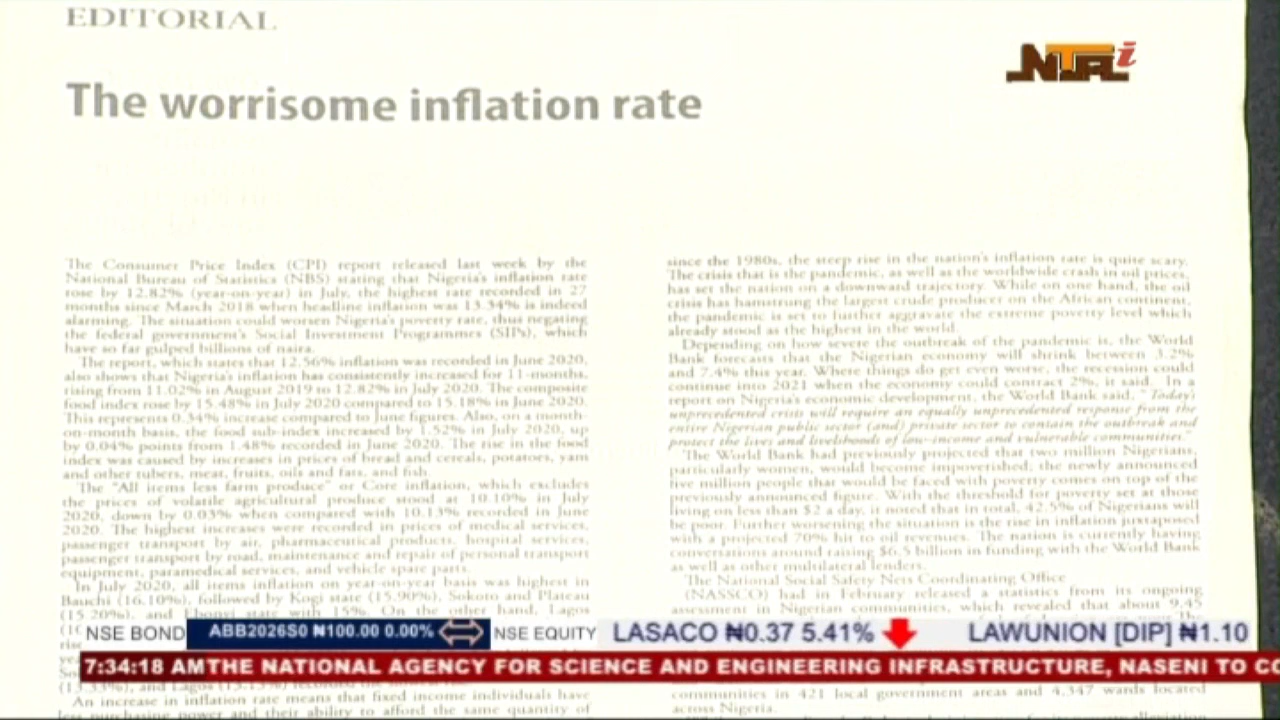 EDITORIAL
NTAi
The worrisome inflation rate
The Consumer Price Index (CPI) report released last week by the
National Bureau of Statistics (NBS) stating that Nigeria's inflation rate
rose by 12.82% (year-on-year) in July, the highest rate recorded in 27
months since March 2018 when headline inflation was 13.34% is indeed
alarming. The situation could worsen Nigeria's poverty rate, thus negating
the federal government's Social Investment Programmes (SIPs), which
have so far gulped billions of naira.
The report, which states that 12.56% inflation was recorded in June 2020,
also shows that Nigeria's inflation has consistently increased for 11-months,
rising from 11.02% in August 2019 to 12.82% in July 2020. The composite
food index rose by 15.48% in July 2020 compared to 15.18% in June 2020.
This represents 0.34% increase compared to June figures. Also, on a month-
on-month basis, the food sub-index increased by 1.52% in July 2020, up
by 0.04% points from 1.48% recorded in June 2020. The rise in the food
index was caused by increases in prices of bread and cereals, potatoes, yam
and other tubers, meat, fruits, oils and fats, and fish.
The "All items less farm produce" or Core inflation, which excludes
the prices of volatile agricultural produce stood at 10.10% in July
2020, down by 0.03% when compared with 10.13% recorded in June
2020. The highest increases were recorded in prices of medical services,
passenger transport by air, pharmaceutical products, hospital services,
passenger transport by road, maintenance and repair of personal transport
equipment, paramedical services, and vehicle spare parts.
In July 2020, all items inflation on year-on-year basis was highest in
Bauchi (16.10%), followed by Kogi state (15.90%), Sokoto and Plateau
(15.20%), and Ebonyi state with 15%. On the other hand, Lagos
(13.33%), and Lagos
An increase in inflation rate means that fixed income individuals have
less purchasing power and their ability to afford the same quantity of
since the 1980s, the steep rise in the nation's inflation rate is quite scary.
The crisis that is the pandemic, as well as the worldwide crash in oil prices,
has set the nation on a downward trajectory. While on one hand, the oil
crisis has hamstrung the largest crude producer on the African continent,
the pandemic is set to further aggravate the extreme poverty level which
already stood as the highest in the world.
Depending on how severe the outbreak of the pandemic is, the World
Bank forecasts that the Nigerian economy will shrink between 3.2%
and 7.4% this year. Where things do get even worse, the recession could
continue into 2021 when the economy could contract 2%, it said. In a
report on Nigeria's economic development, the World Bank said, "Today's
unprecedented crisis will require an equally unprecedented response from the
entire Nigerian public sector (and) private sector to contain the outbreak and
protect the lives and livelihoods of low-income and vulnerable communities."
The World Bank had previously projected that two million Nigerians,
particularly women, would become impoverished; the newly announced
five million people that would be faced with poverty comes on top of the
previously announced figure. With the threshold for poverty set at those
living on less than $2 a day, it noted that in total, 42.5% of Nigerians will
be poor. Further worsening the situation is the rise in inflation juxtaposed
with a projected 70% hit to oil revenues. The nation is currently having
conversations around raising $6.5 billion in funding with the World Bank
as well as other multilateral lenders.
The National Social Safety Nets Coordinating Office
(NASSCO) had in February released a statistics from its ongoing
assessment in Nigerian communities, which revealed that about 9.45
communities in 421 local government areas and 4,347 wards located
across Nigeria.
NSE BOND ABB2026S0 ₦100.00 0.00% NSE EQUITY LASACO ₦0.37 5.41% LAWUNION [DIP] ₦1.10
7:34:18 AM THE NATIONAL AGENCY FOR SCIENCE AND ENGINEERING INFRASTRUCTURE, NASENI TO CO